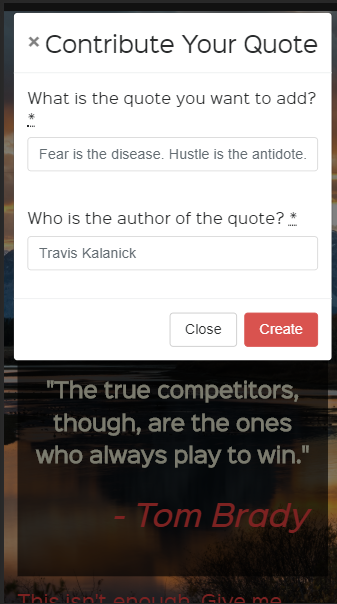 × Contribute Your Quote
What is the quote you want to add?
*
Fear is the disease. Hustle is the antidote.
Who is the author of the quote? *
Travis Kalanick
Close Create
"The true competitors,
though, are the ones
who always play to win."
- Tom Brady
This isn't enough. Give me